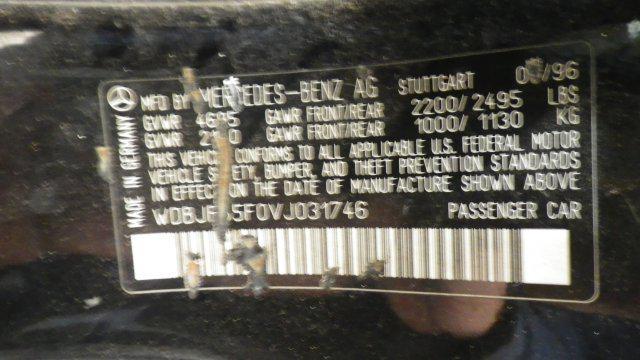 MFD BY MERCEDES-BENZ AG STUTTGART /96
GVWR GAWR FRONT/REAR 2200/2495 LBS
GVWR GAWR FRONT/REAR 1000/1130 KG
THIS VEHICLE CONFORMS TO ALL APPLICABLE U.S. FEDERAL MOTOR
VEHICLE SAFETY, BUMPER, AND THEFT PREVENTION STANDARDS
IN EFFECT ON THE DATE OF MANUFACTURE SHOWN ABOVE
PASSENGER CAR
MADE IN GERMANY